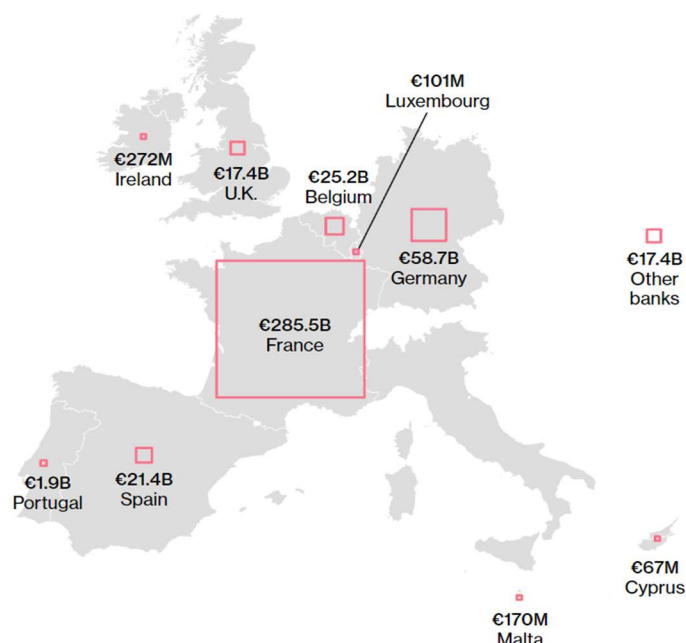 €101M
Luxembourg
€272M
Ireland
€17.4B
U.K.
€25.2B
Belgium
€58.7B
Germany
€17.4B
Other
banks
€285.5B
France
€1.9B
Portugal
€21.4B
Spain
€67M
Cyprus
€170M
Malta